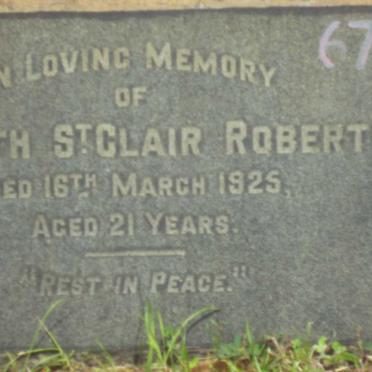 N LOVING MEMORY
OF
TH ST CLAIR ROBERT
ED 16TH MARCH 1925,
AGED 21 YEARS.
"REST IN PEACE."
67